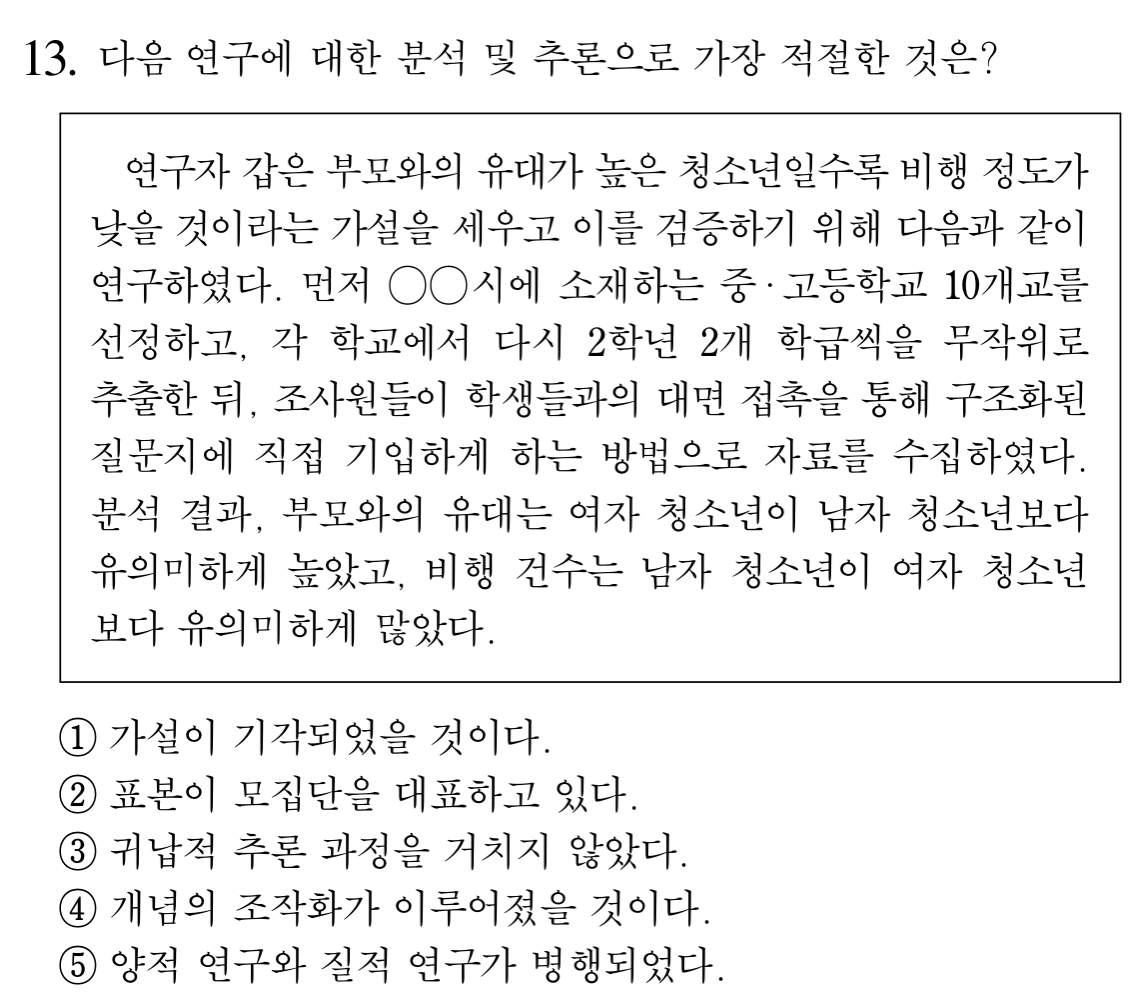 13. 다음 연구에 대한 분석 및 추론으로 가장 적절한 것은?
연구자 갑은 부모와의 유대가 높은 청소년일수록 비행 정도가
낮을 것이라는 가설을 세우고 이를 검증하기 위해 다음과 같이
연구하였다. 먼저 ○○시에 소재하는 중·고등학교 10개교를
선정하고, 각 학교에서 다시 2학년 2개 학급씩을 무작위로
추출한 뒤, 조사원들이 학생들과의 대면 접촉을 통해 구조화된
질문지에 직접 기입하게 하는 방법으로 자료를 수집하였다.
분석 결과, 부모와의 유대는 여자 청소년이 남자 청소년보다
유의미하게 높았고, 비행 건수는 남자 청소년이 여자 청소년
보다 유의미하게 많았다.
① 가설이 기각되었을 것이다.
② 표본이 모집단을 대표하고 있다.
③ 귀납적 추론 과정을 거치지 않았다.
④ 개념의 조작화가 이루어졌을 것이다.
⑤ 양적 연구와 질적 연구가 병행되었다.